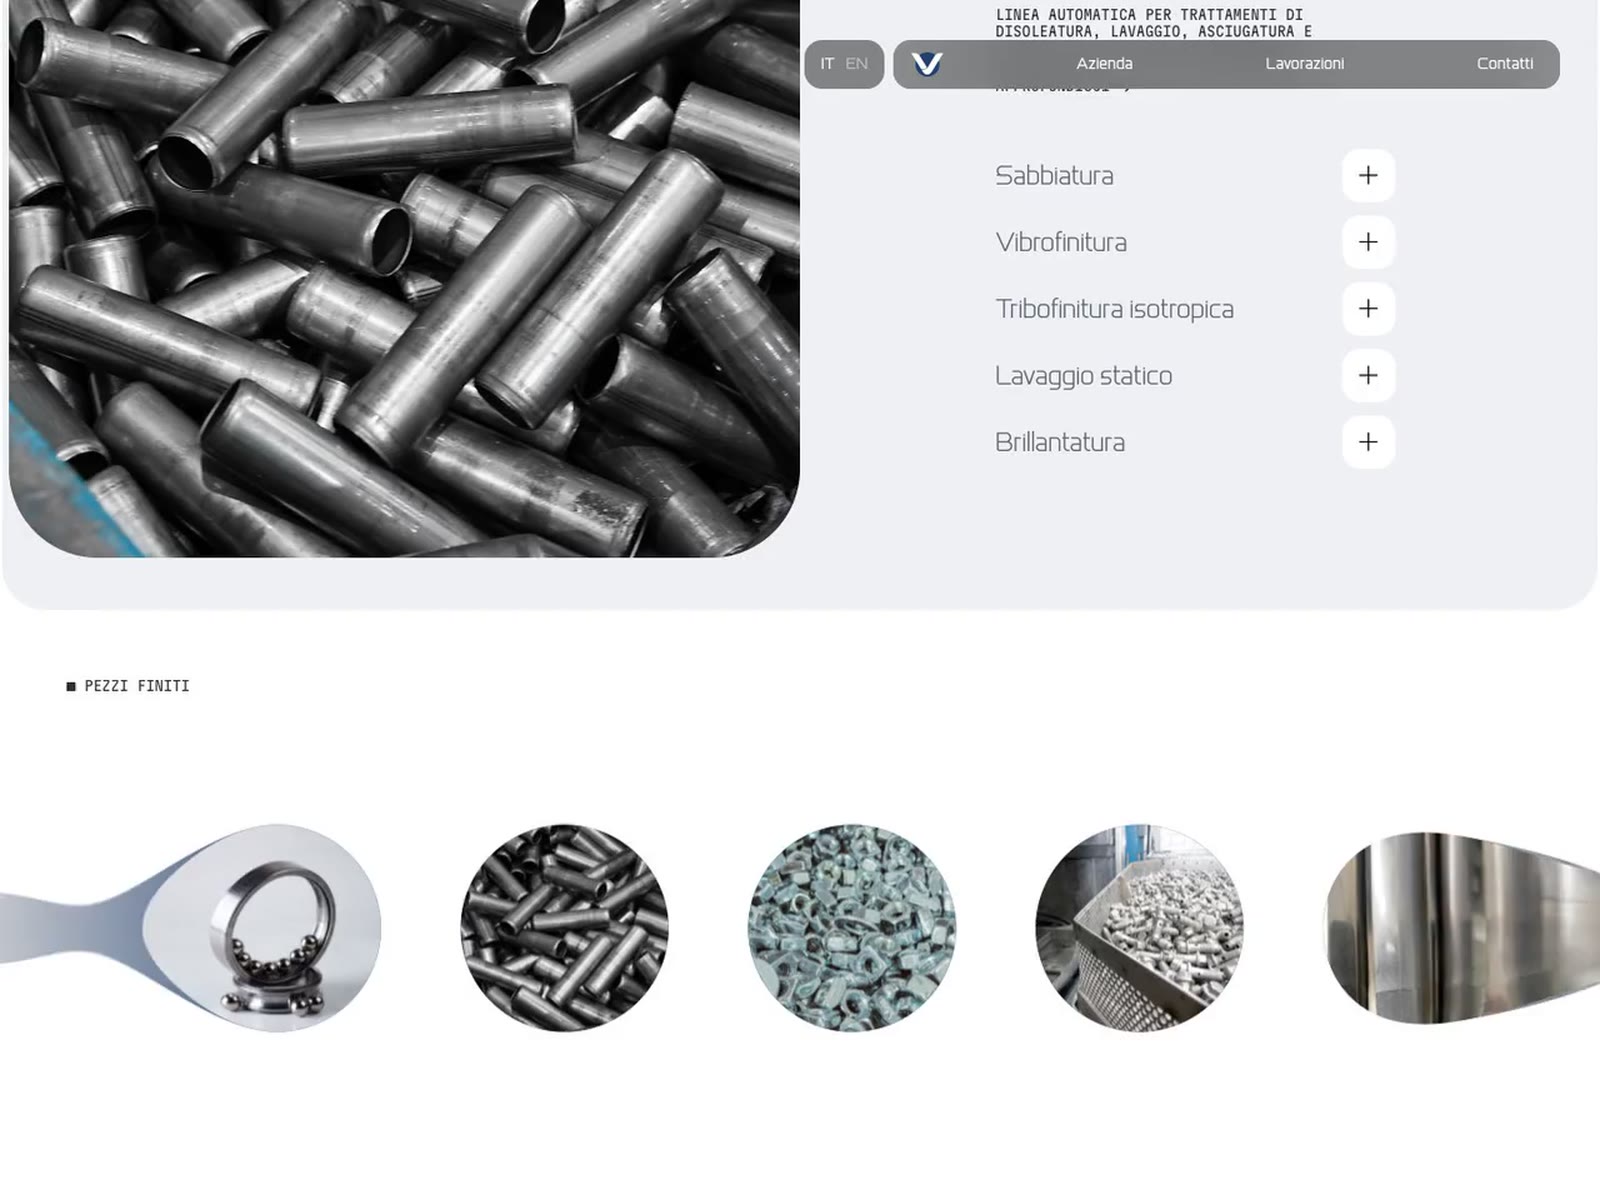 LINEA AUTOMATICA PER TRATTAMENTI DI
DISOLEATURA, LAVAGGIO, ASCIUGATURA E
IT EN
Azienda
Lavorazioni
Contatti
Sabbiatura
Vibrofinitura
Tribofinitura isotropica
Lavaggio statico
Brillantatura
PEZZI FINITI